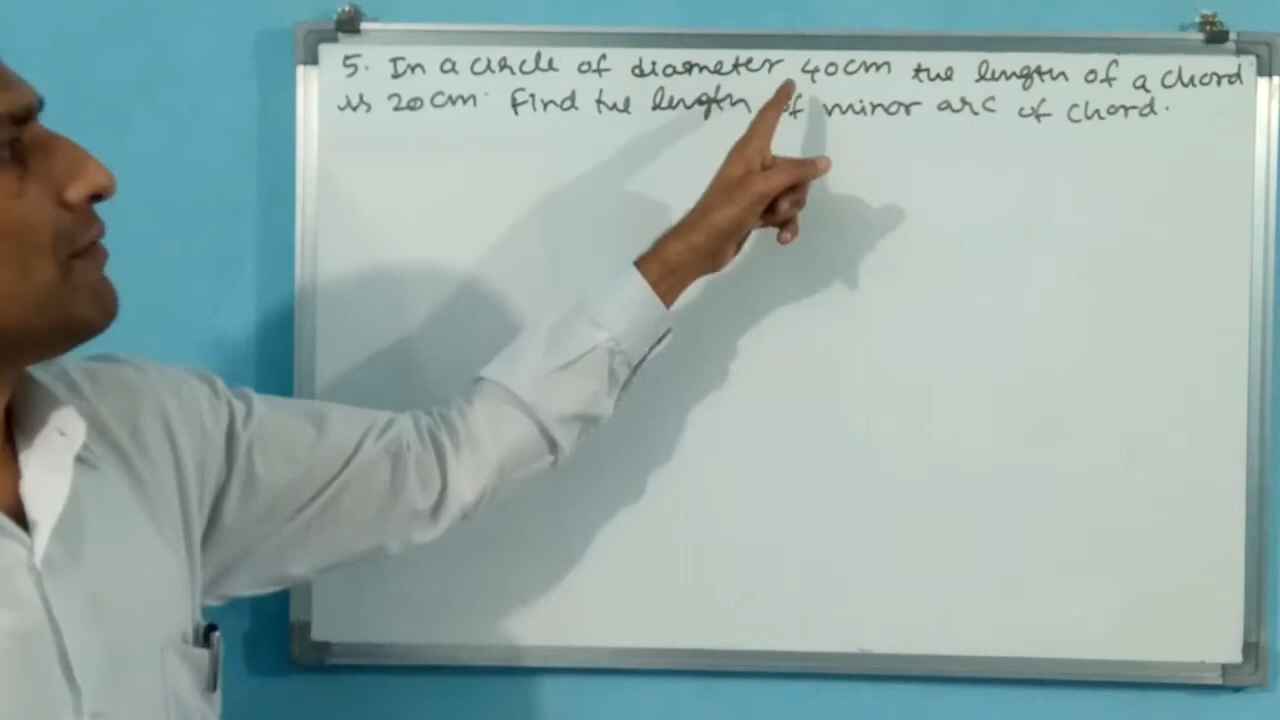 5. In a circle of diameter 40cm the length of a chord
is 20cm. Find the length of minor arc of chord.